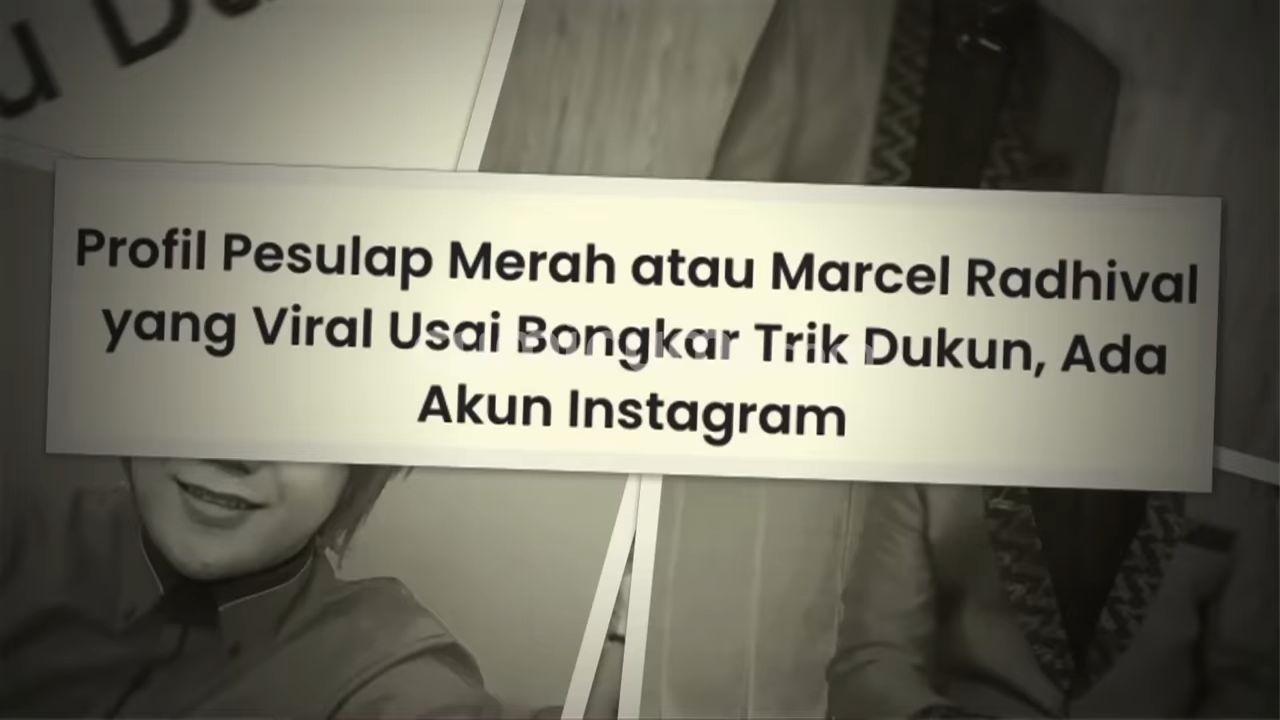 Profil Pesulap Merah atau Marcel Radhival
yang Viral Usai Bongkar Trik Dukun, Ada
Akun Instagram